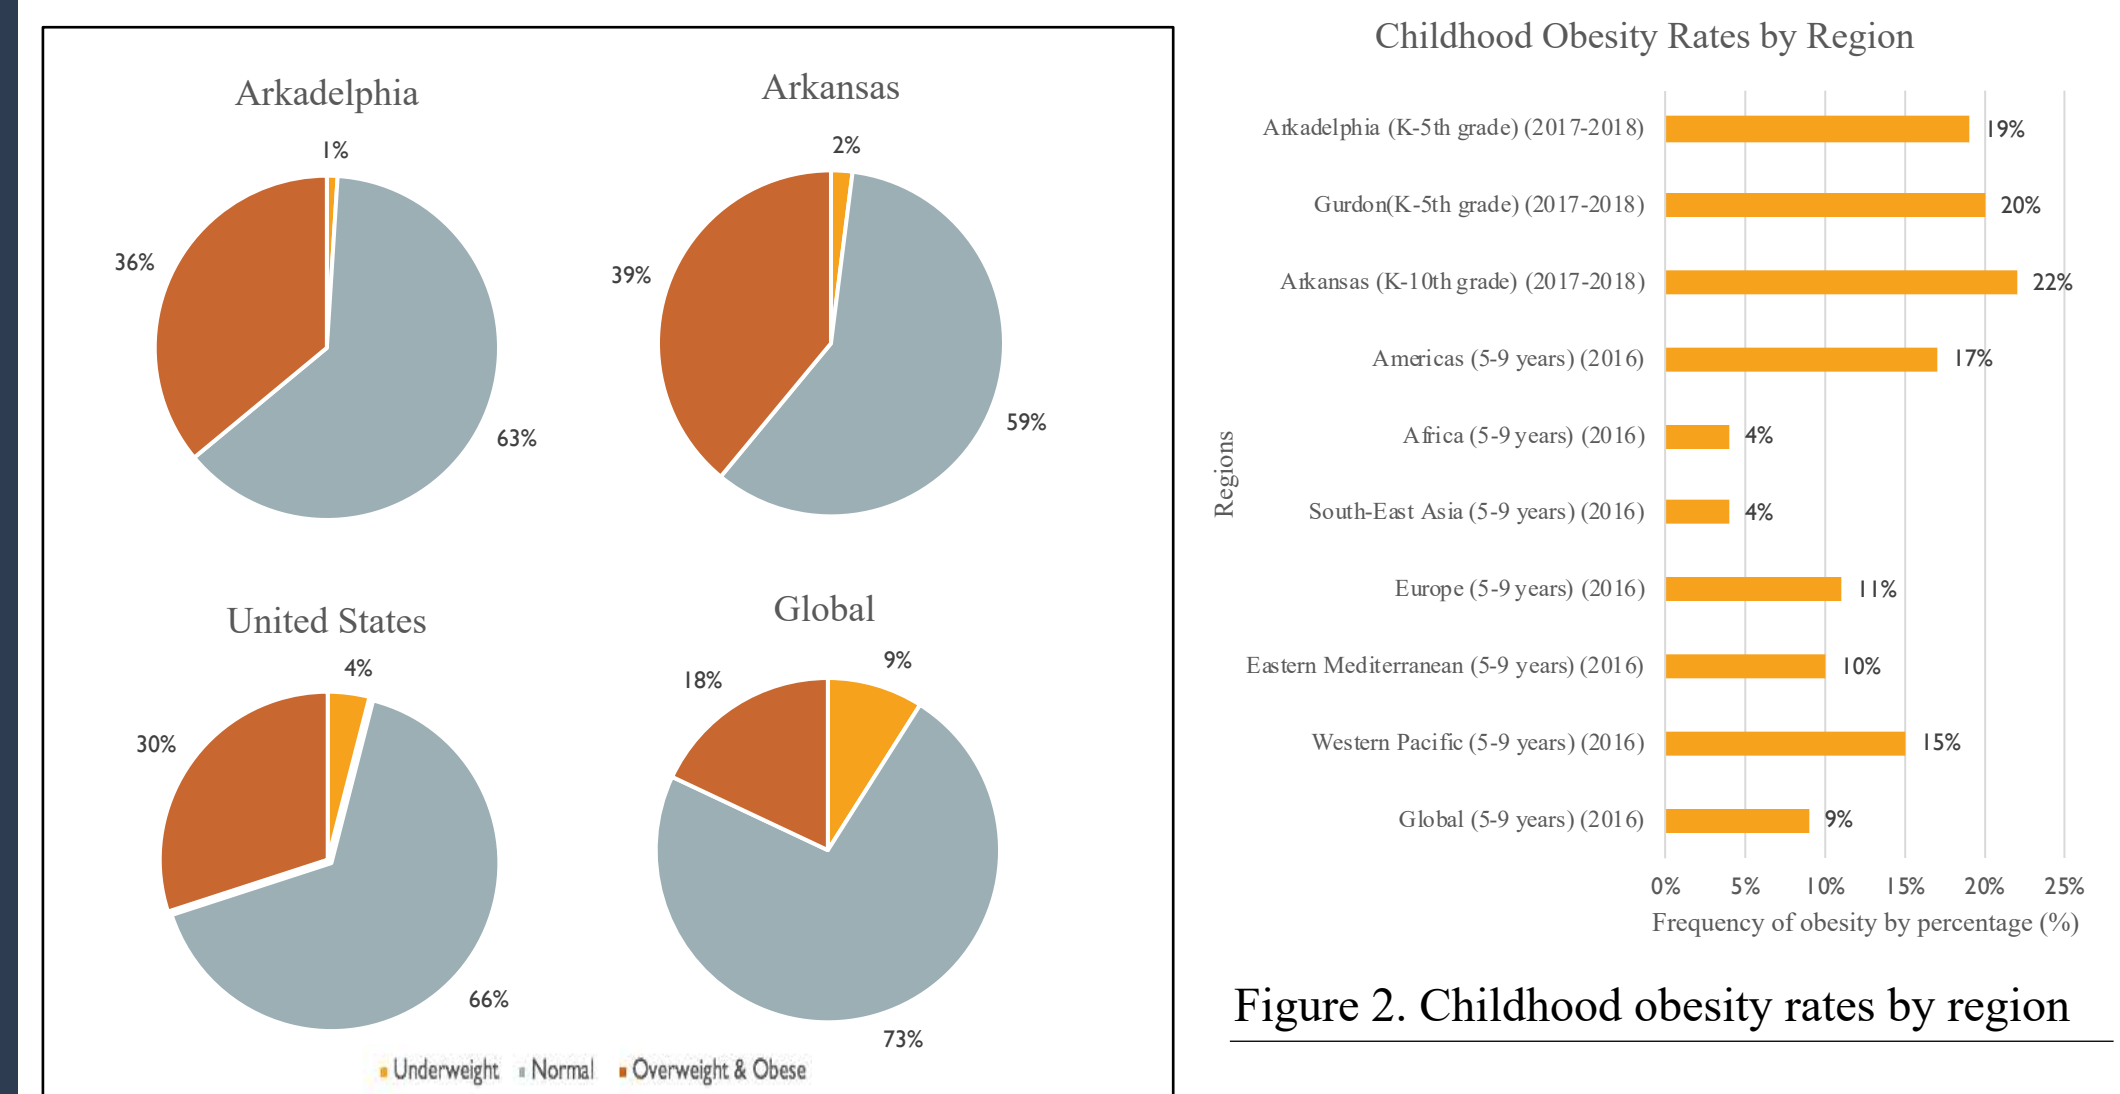 Arkadelphia
1%
36%
63%
Arkansas
2%
39%
59%
United States
4%
30%
66%
Global
9%
18%
73%
Underweight Normal Overweight & Obese
Childhood Obesity Rates by Region
Regions
Arkadelphia (K-5th grade) (2017-2018) 19%
Gurdon(K-5th grade) (2017-2018) 20%
Arkansas (K-10th grade) (2017-2018) 22%
Americas (5-9 years) (2016) 17%
Africa (5-9 years) (2016) 4%
South-East Asia (5-9 years) (2016) 4%
Europe (5-9 years) (2016) 11%
Eastern Mediterranean (5-9 years) (2016) 10%
Western Pacific (5-9 years) (2016) 15%
Global (5-9 years) (2016) 9%
0% 5% 10% 15% 20% 25%
Frequency of obesity by percentage (%)
Figure 2. Childhood obesity rates by region